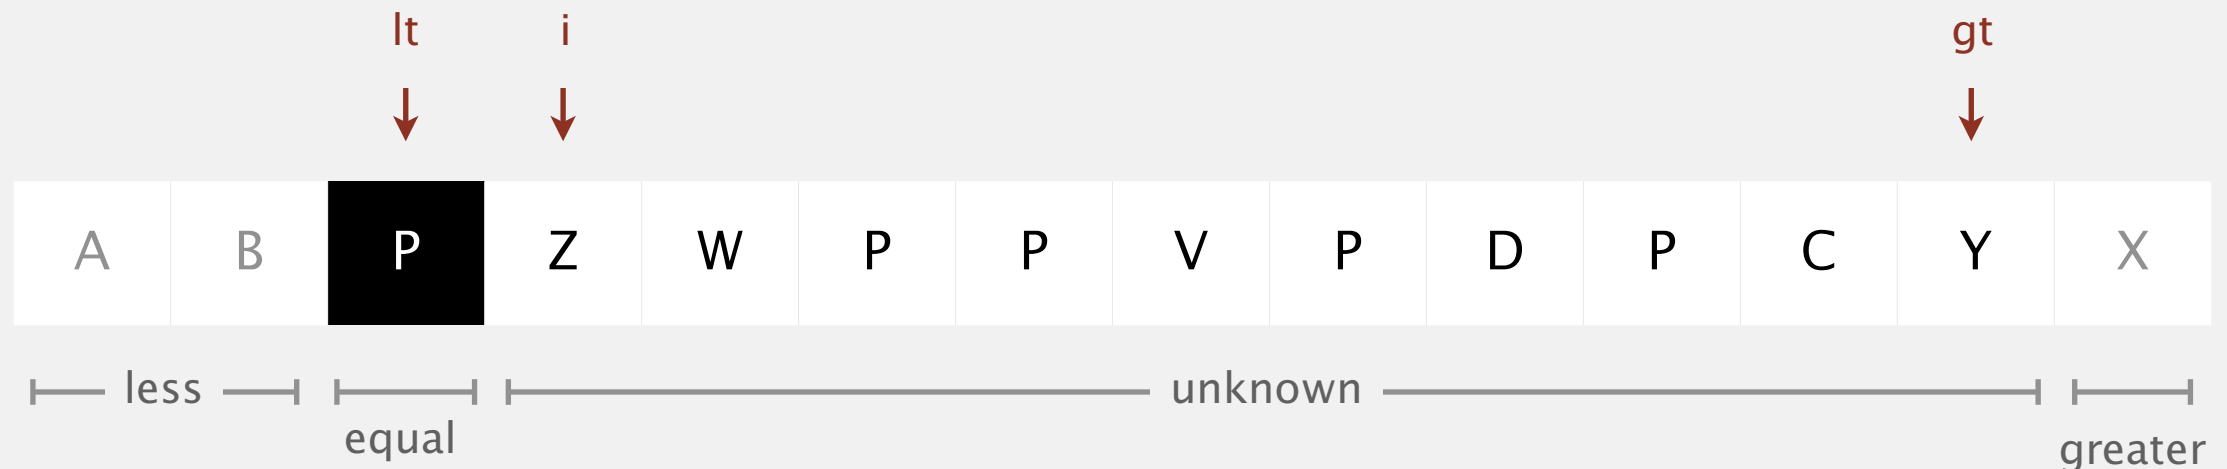 lt i gt
A B P Z W P P V P D P C Y X
less unknown
equal greater